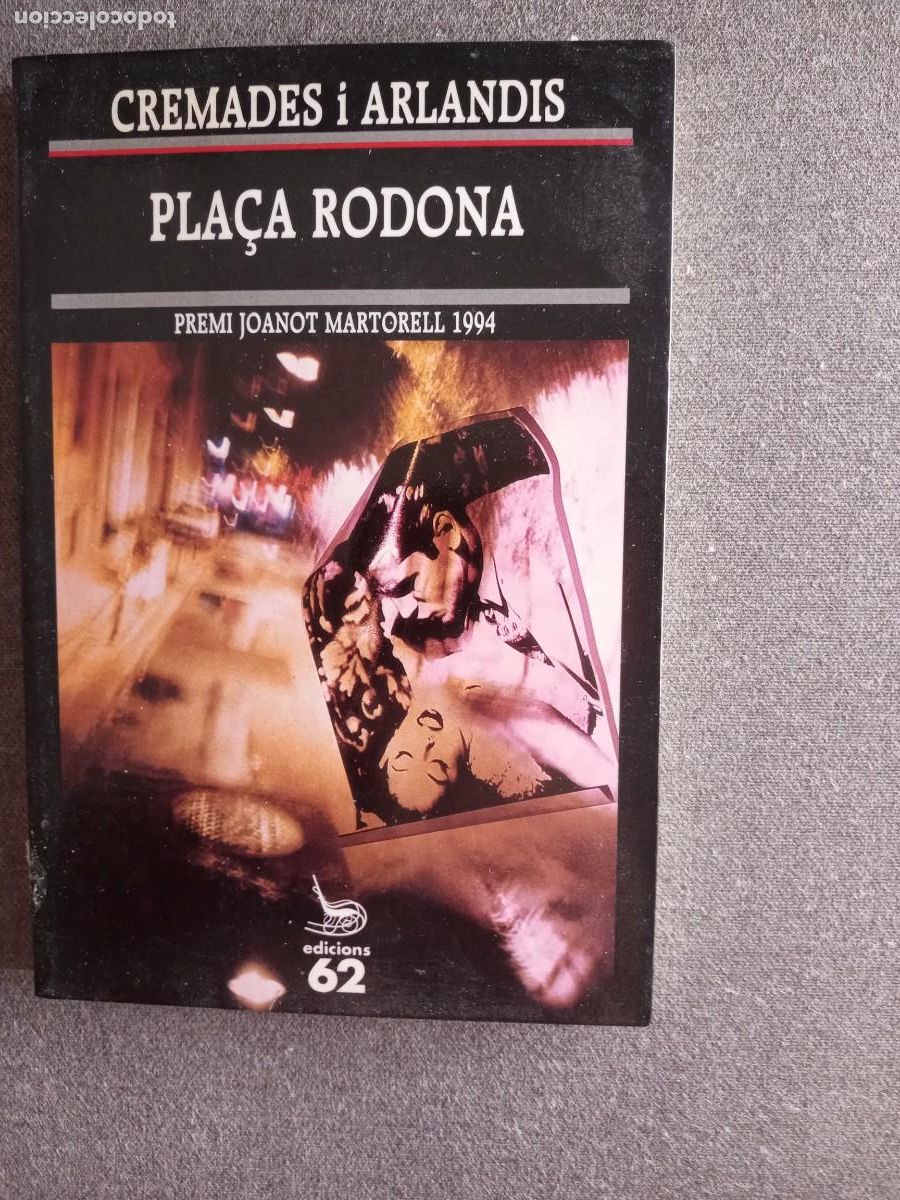 todocoleccion
CREMADES i ARLANDIS
PLAÇA RODONA
PREMI JOANOT MARTORELL 1994
edicions
62